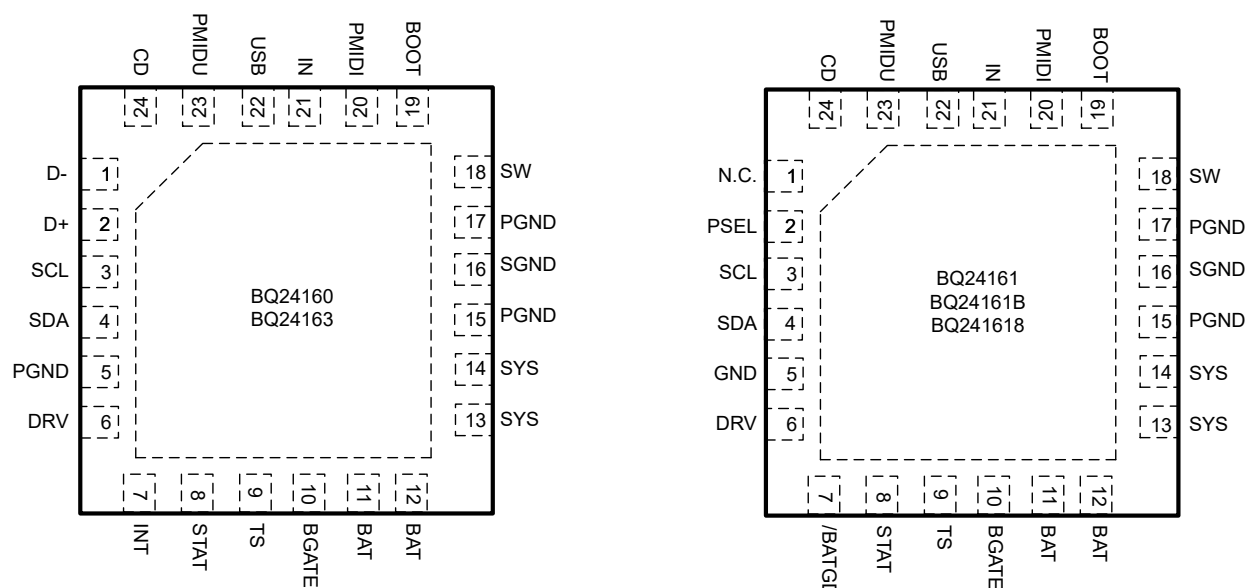 CD PMIDU USB IN PMIDI BOOT
24 23 22 21 20 19
D- 1
D+ 2
SCL 3
SDA 4
PGND 5
DRV 6
BQ24160
BQ24163
18 SW
17 PGND
16 SGND
15 PGND
14 SYS
13 SYS
7 8 9 10 11 12
INT STAT TS BGATE BAT BAT
CD PMIDU USB IN PMIDI BOOT
24 23 22 21 20 19
N.C. 1
PSEL 2
SCL 3
SDA 4
GND 5
DRV 6
BQ24161
BQ24161B
BQ241618
18 SW
17 PGND
16 SGND
15 PGND
14 SYS
13 SYS
7 8 9 10 11 12
/BATGD STAT TS BGATE BAT BAT